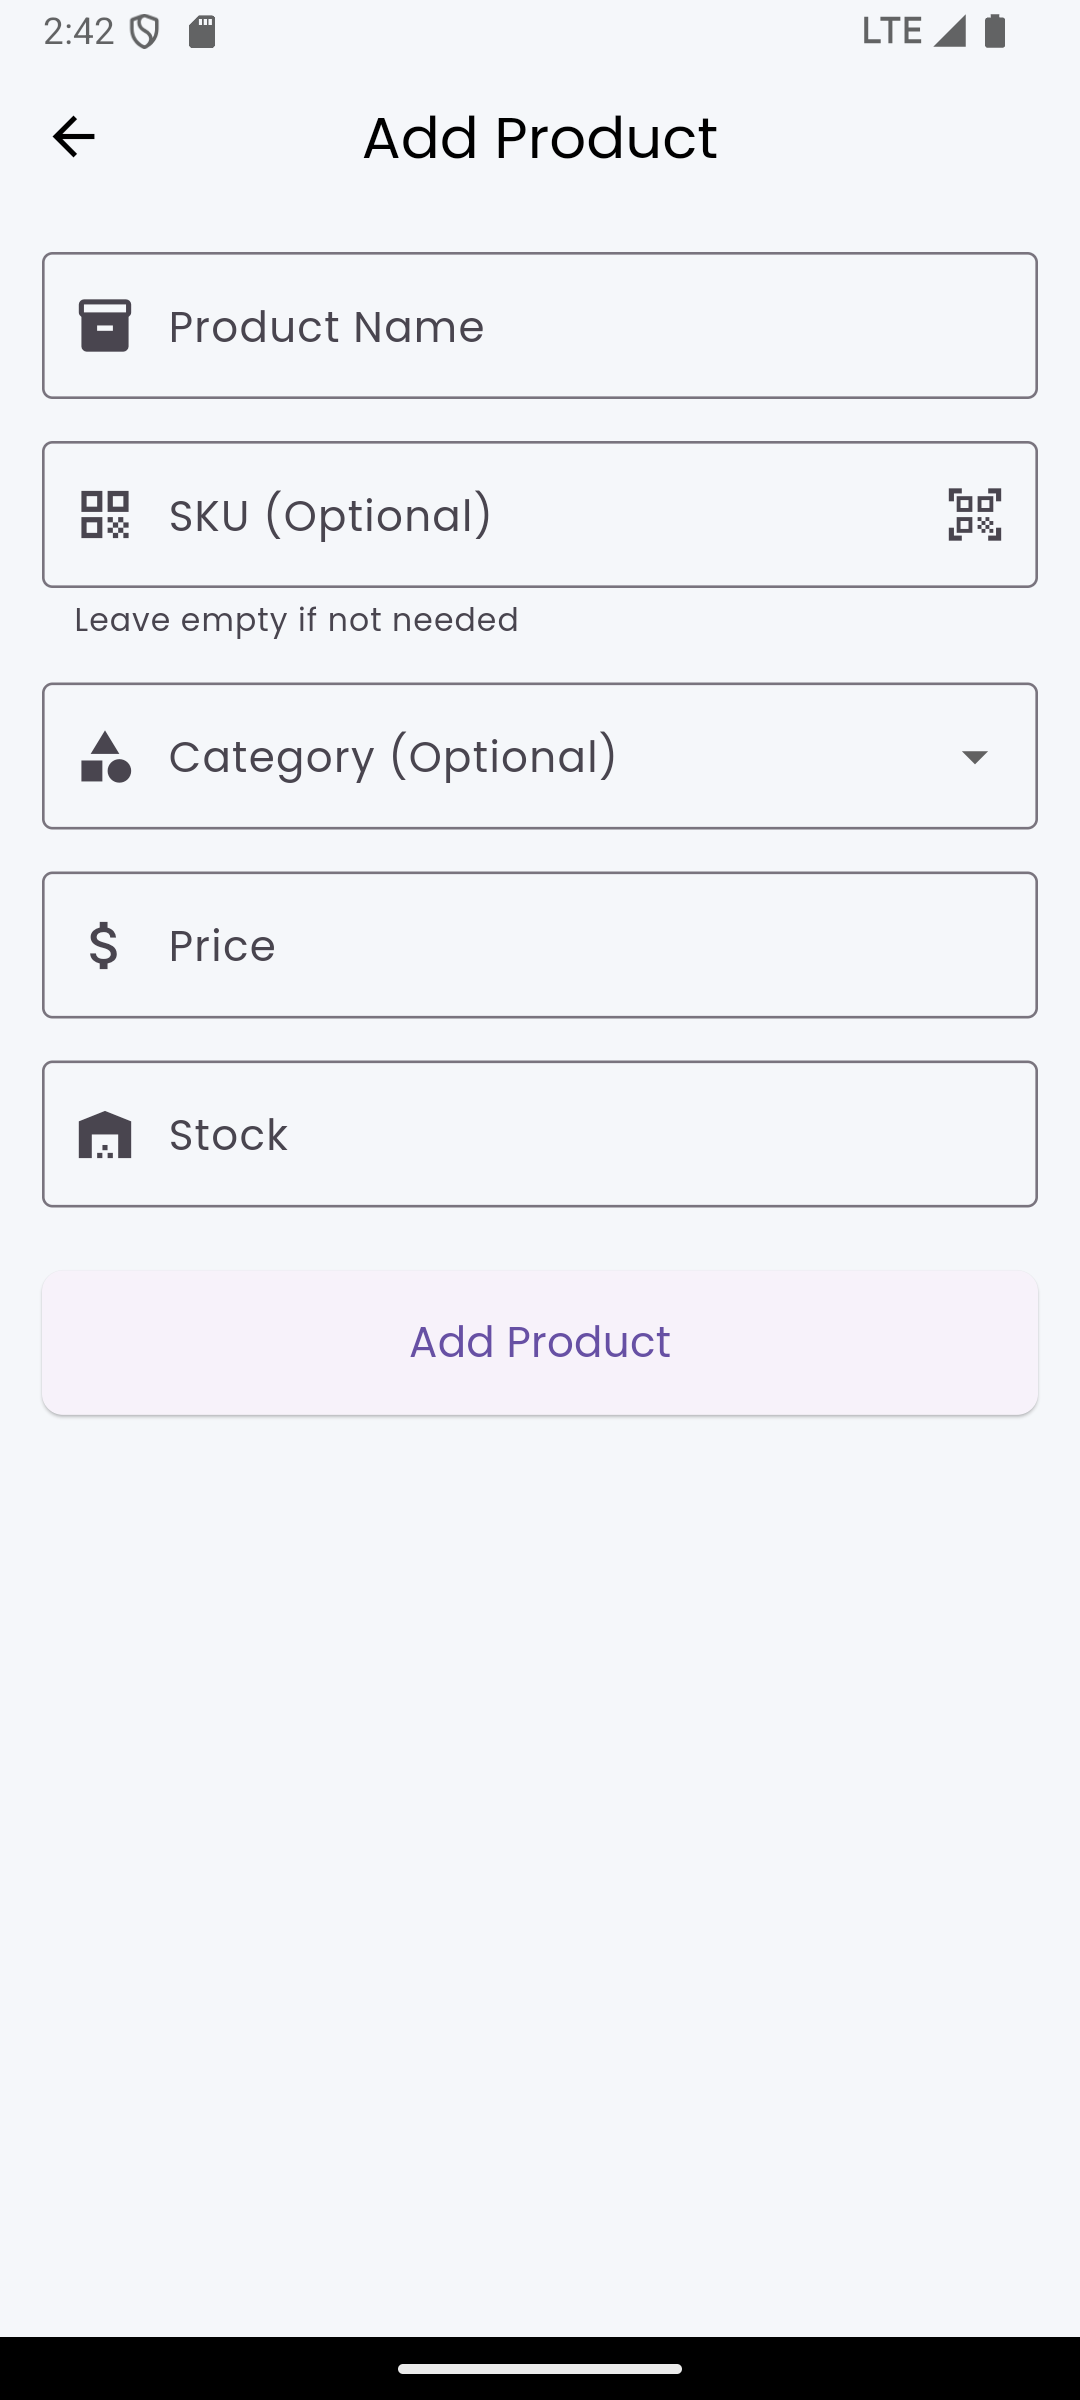 2:42 LTE
Add Product
Product Name
SKU (Optional)
Leave empty if not needed
Category (Optional)
Price
Stock
Add Product